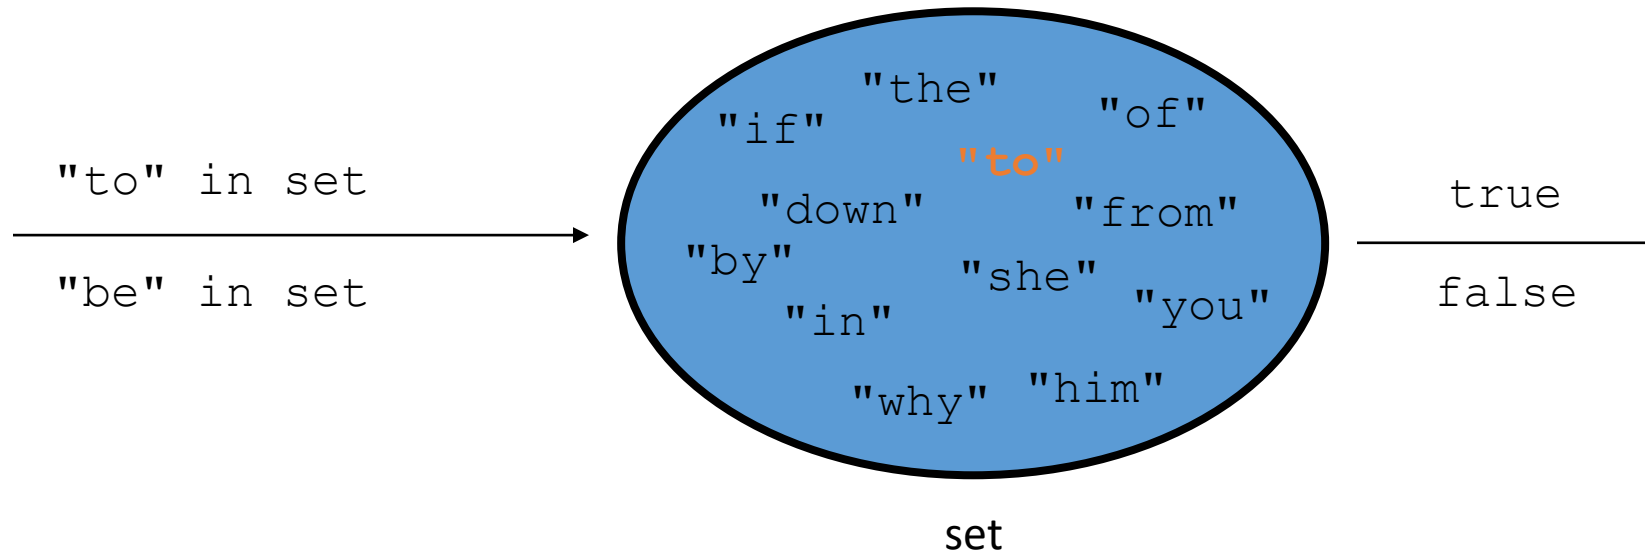 "to" in set
"be" in set
"the"
"if"
"of"
"to"
"down"
"from"
"by"
"she"
"in"
"you"
"why"
"him"
true
false
set